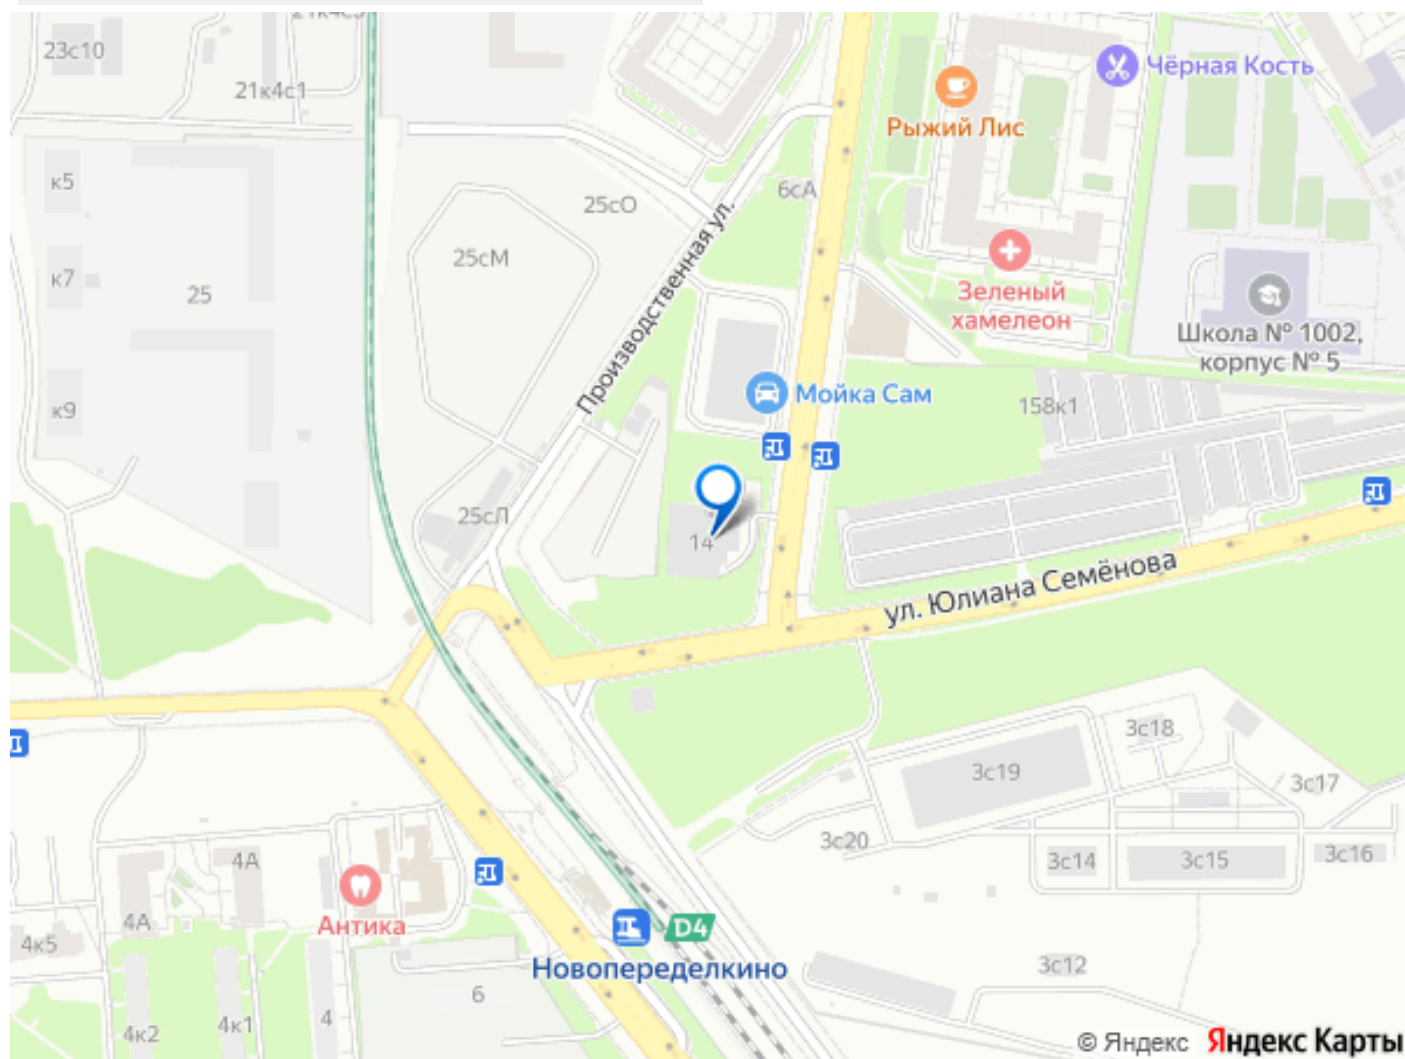 23с10
21к4с1
Чёрная Кость
Рыжий Лис
к5
25сО
6сА
25сМ
к7
25
Производственная ул.
Зеленый
хамелеон
Школа № 1002,
корпус № 5
к9
Мойка Сам
158к1
25сЛ
14
ул. Юлиана Семёнова
3с18
3с19
3с17
3с20
4А
3с14
3с15
3с16
Антика
4А
4к5
D4
Новопеределкино
3с12
6
4к2
4к1
4
© Яндекс Яндекс Карты